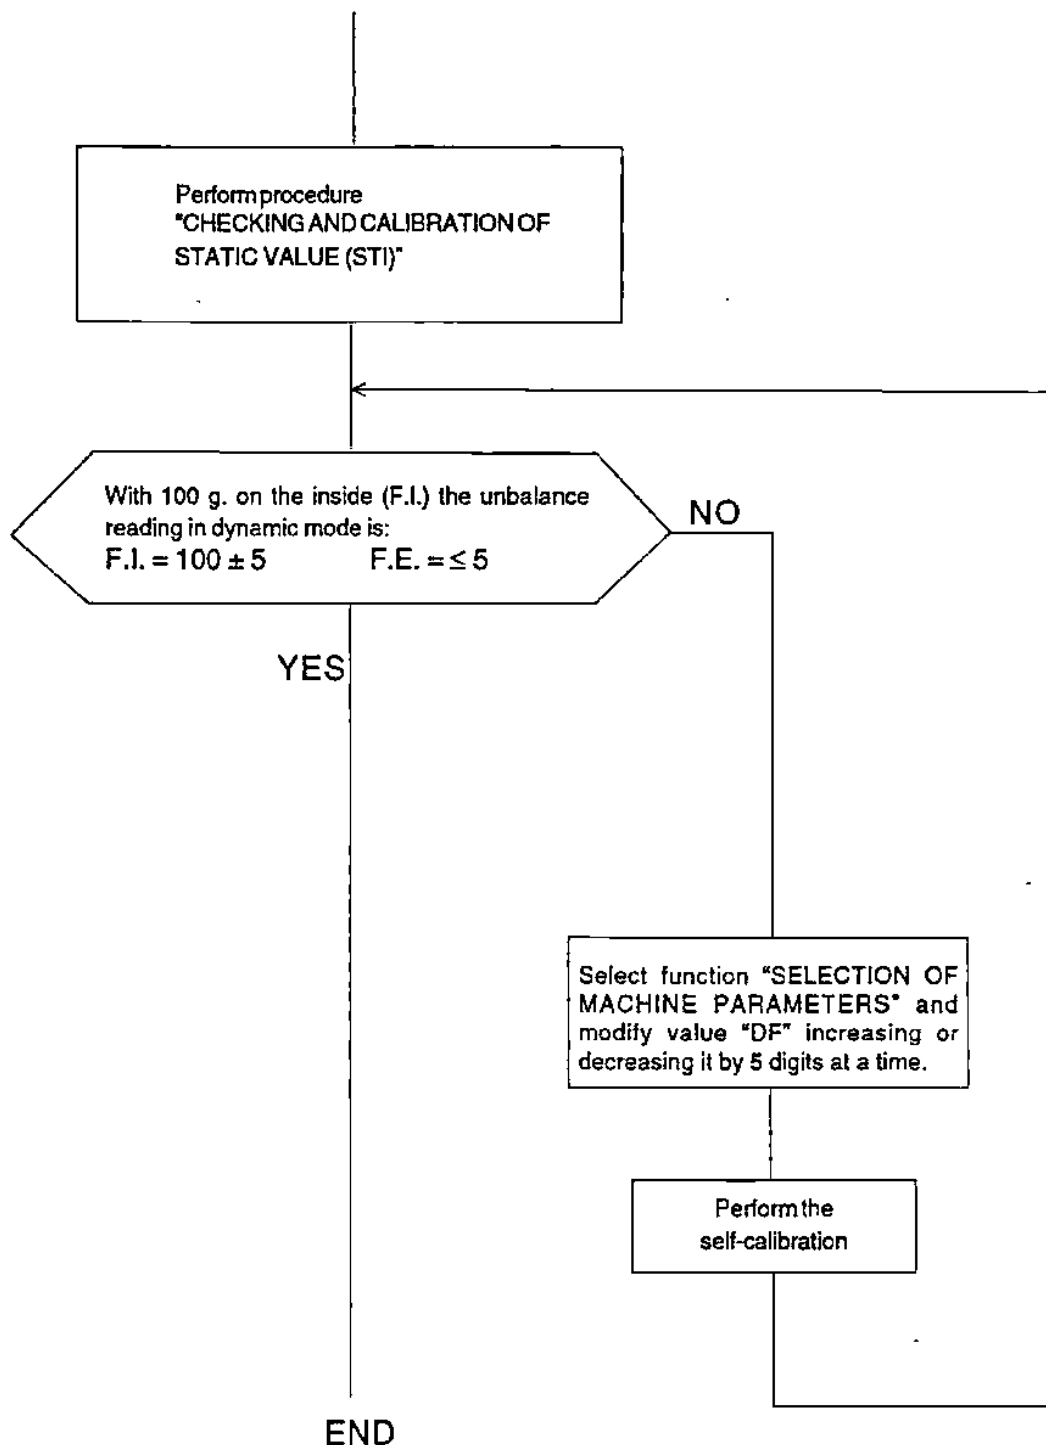 Perform procedure
"CHECKING AND CALIBRATION OF
STATIC VALUE (STI)"
With 100 g. on the inside (F.I.) the unbalance
reading in dynamic mode is:
F.I. = 100 ± 5 F.E. = ≤ 5
NO
YES
Select function "SELECTION OF
MACHINE PARAMETERS" and
modify value "DF" increasing or
decreasing it by 5 digits at a time.
Perform the
self-calibration
END